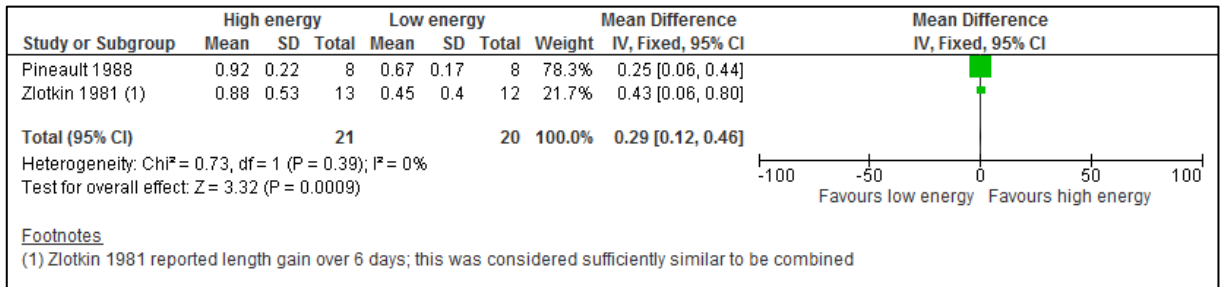 High energy Low energy Mean Difference Mean Difference
Study or Subgroup Mean SD Total Mean SD Total Weight IV, Fixed, 95% CI IV, Fixed, 95% CI
Pineault 1988 0.92 0.22 8 0.67 0.17 8 78.3% 0.25 [0.06, 0.44]
Zlotkin 1981 (1) 0.88 0.53 13 0.45 0.4 12 21.7% 0.43 [0.06, 0.80]
Total (95% CI) 21 20 100.0% 0.29 [0.12, 0.46]
Heterogeneity: Chi² = 0.73, df = 1 (P = 0.39); I² = 0%
Test for overall effect: Z = 3.32 (P = 0.0009)
-100 -50 0 50 100
Favours low energy Favours high energy
Footnotes
(1) Zlotkin 1981 reported length gain over 6 days; this was considered sufficiently similar to be combined